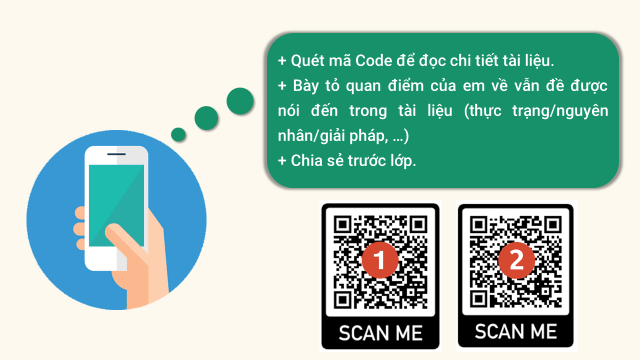 + Quét mã Code để đọc chi tiết tài liệu.
+ Bày tỏ quan điểm của em về vấn đề được
nói đến trong tài liệu (thực trạng/nguyên
nhân/giải pháp, ...)
+ Chia sẻ trước lớp.
1
2
SCAN ME
SCAN ME